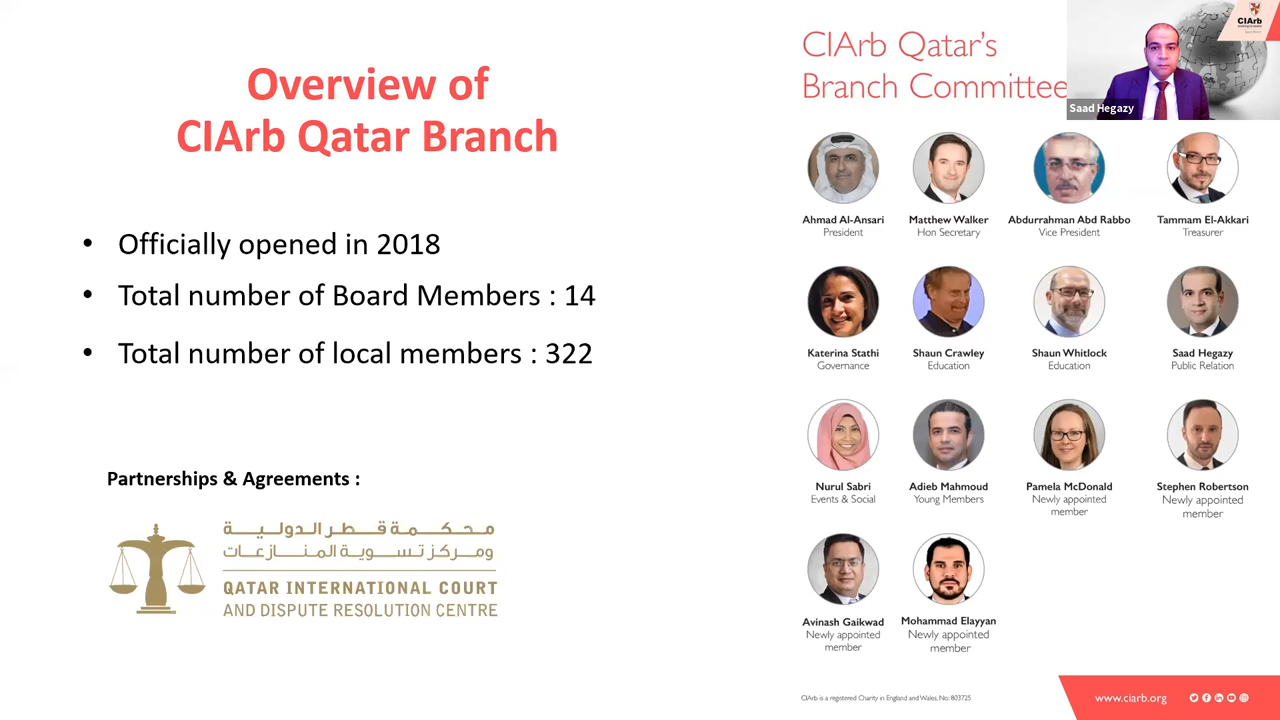 Overview of
CIArb Qatar Branch
• Officially opened in 2018
• Total number of Board Members : 14
• Total number of local members : 322
Partnerships & Agreements :
محكمة قطر الدولية
ومركز تسوية المنازعات
QATAR INTERNATIONAL COURT
AND DISPUTE RESOLUTION CENTRE
CIArb Qatar's
Branch Committee
CIArb
Saad Hegazy
Ahmad Al-Ansari
President
Matthew Walker
Hon Secretary
Abdurrahman Abd Rabbo
Vice President
Tammam El-Akkari
Treasurer
Katerina Stathi
Governance
Shaun Crawley
Education
Shaun Whitlock
Education
Saad Hegazy
Public Relation
Nurul Sabri
Events & Social
Adieb Mahmoud
Young Members
Pamela McDonald
Newly appointed
member
Stephen Robertson
Newly appointed
member
Avinash Gaikwad
Newly appointed
member
Mohammad Elayyan
Newly appointed
member
CIArb is a registered Charity in England and Wales, No: 803725
www.ciarb.org